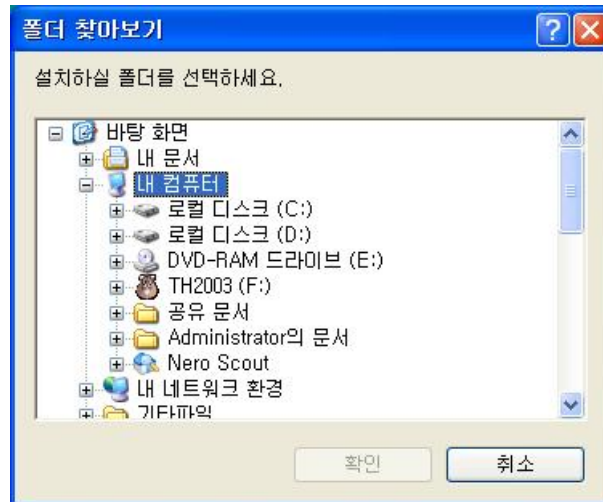 폴더 찾아보기
설치하실 폴더를 선택하세요.
바탕 화면
내 문서
내 컴퓨터
로컬 디스크 (C:)
로컬 디스크 (D:)
DVD-RAM 드라이브 (E:)
TH2003 (F:)
공유 문서
Administrator의 문서
Nero Scout
내 네트워크 환경
기타파일
확인
취소